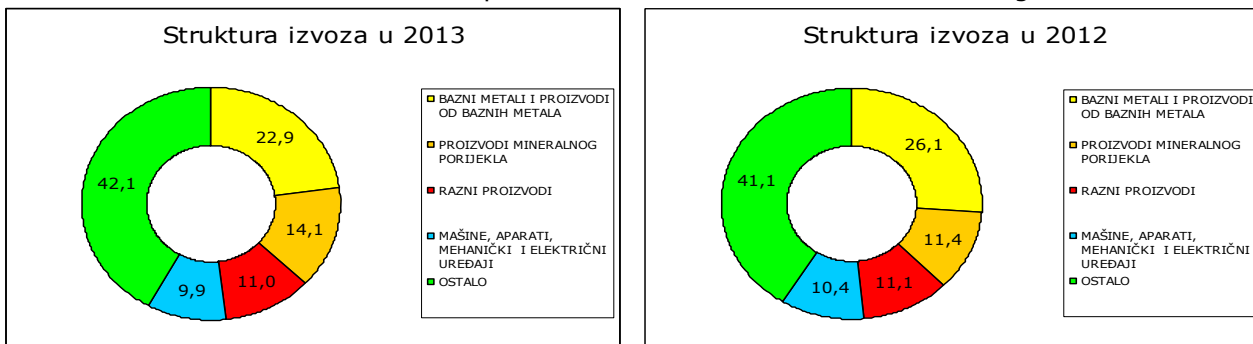 Struktura izvoza u 2013
22,9
14,1
11,0
9,9
42,1
BAZNI METALI I PROIZVODI
OD BAZNIH METALA
PROIZVODI MINERALNOG
PORIJEKLA
RAZNI PROIZVODI
MAŠINE, APARATI,
MEHANIČKI I ELEKTRIČNI
UREĐAJI
OSTALO
Struktura izvoza u 2012
26,1
11,4
11,1
10,4
41,1
BAZNI METALI I PROIZVODI
OD BAZNIH METALA
PROIZVODI MINERALNOG
PORIJEKLA
RAZNI PROIZVODI
MAŠINE, APARATI,
MEHANIČKI I ELEKTRIČNI
UREĐAJI
OSTALO